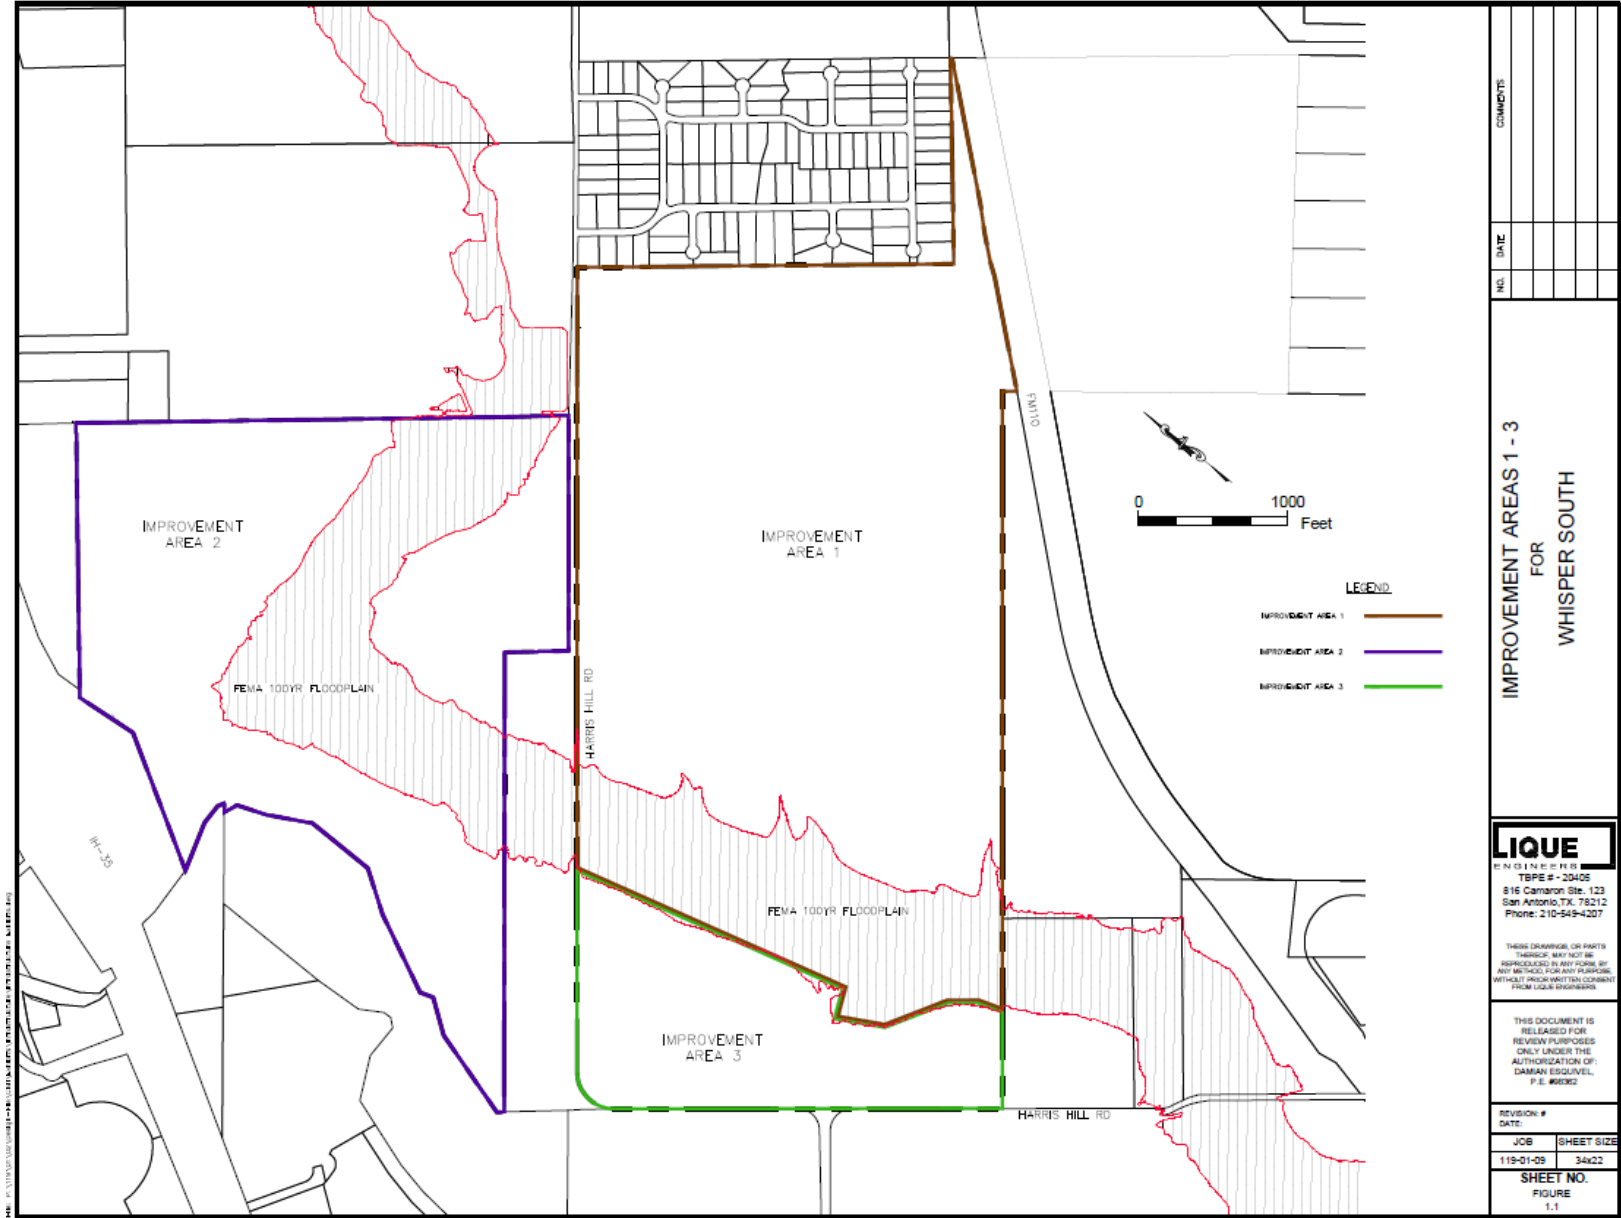 IMPROVEMENT
AREA 2
IMPROVEMENT
AREA 1
FM110
0 1000
Feet
LEGEND
IMPROVEMENT AREA 1
IMPROVEMENT AREA 2
IMPROVEMENT AREA 3
FEMA 100YR FLOODPLAIN
HARRIS HILL RD
IH-35
FEMA 100YR FLOODPLAIN
IMPROVEMENT
AREA 3
HARRIS HILL RD
NO. DATE COMMENTS
IMPROVEMENT AREAS 1 - 3
FOR
WHISPER SOUTH
LIQUE
ENGINEERS
TBPE # - 20405
816 Camaron Ste. 123
San Antonio,TX. 78212
Phone: 210-549-4207
THESE DRAWINGS, OR PARTS
THEREOF, MAY NOT BE
REPRODUCED IN ANY FORM, BY
ANY METHOD, FOR ANY PURPOSE,
WITHOUT PRIOR WRITTEN CONSENT
FROM LIQUE ENGINEERS.
THIS DOCUMENT IS
RELEASED FOR
REVIEW PURPOSES
ONLY UNDER THE
AUTHORIZATION OF:
DAMIAN ESQUIVEL,
P.E. #98362
REVISION: #
DATE:
JOB SHEET SIZE
119-01-09 34x22
SHEET NO.
FIGURE
1.1